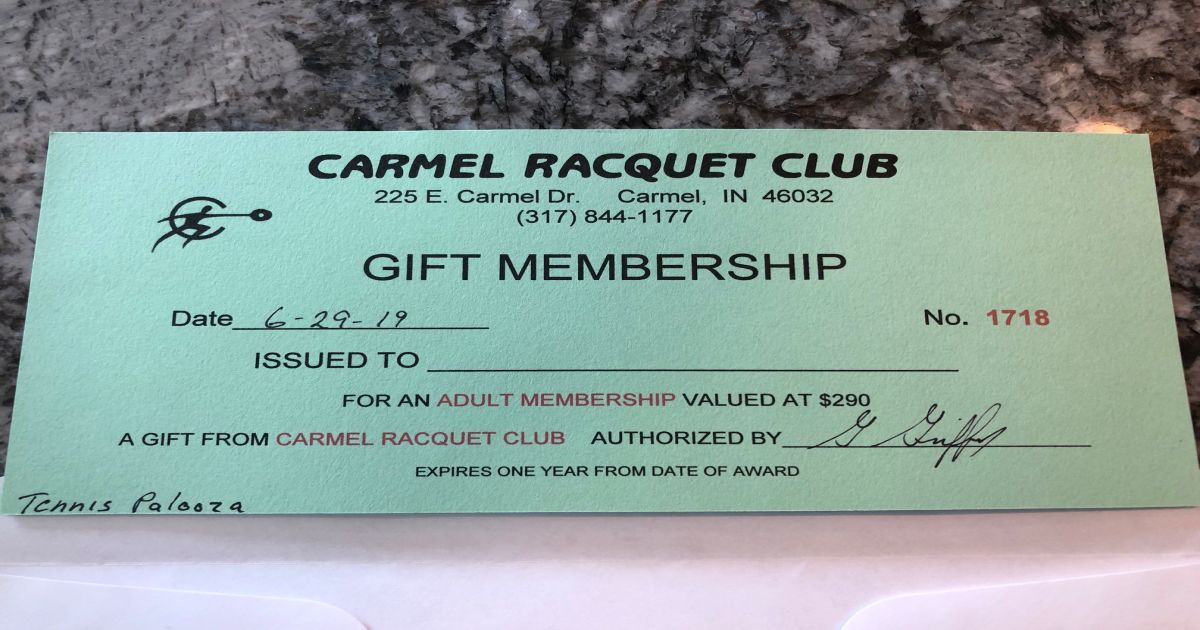 CARMEL RACQUET CLUB
225 E. Carmel Dr. Carmel, IN 46032
(317) 844-1177
GIFT MEMBERSHIP
Date 6-29-19 No. 1718
ISSUED TO
FOR AN ADULT MEMBERSHIP VALUED AT $290
A GIFT FROM CARMEL RACQUET CLUB AUTHORIZED BY G
EXPIRES ONE YEAR FROM DATE OF AWARD
Tennis Palooza